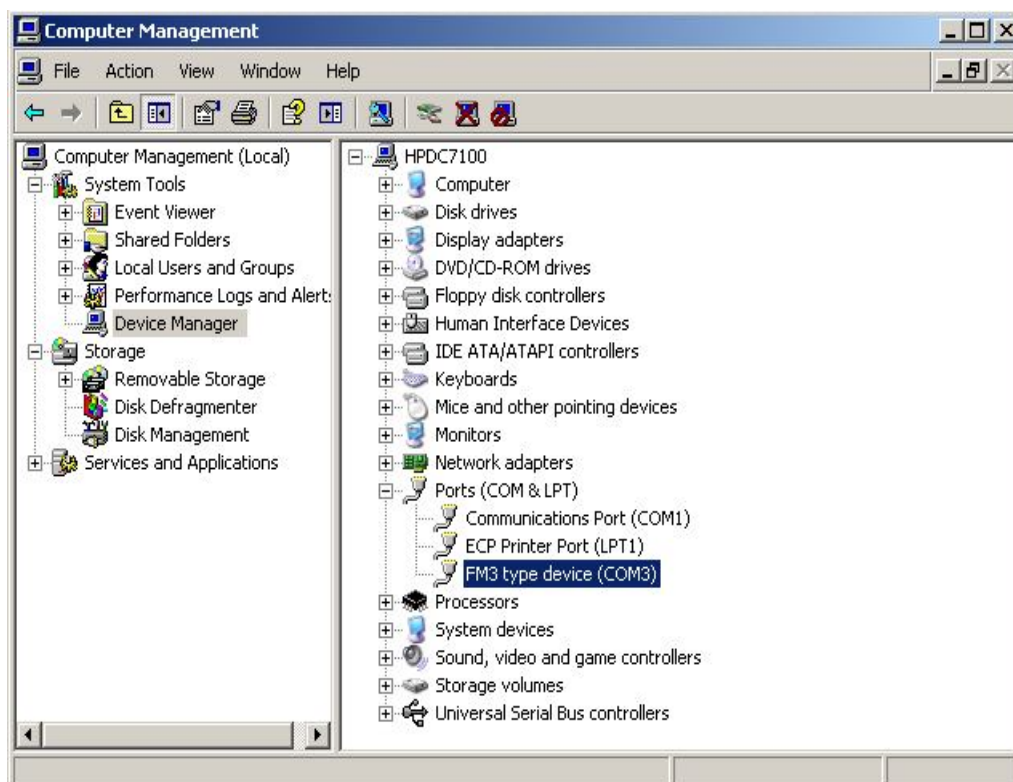 Computer Management
File Action View Window Help
Computer Management (Local)
System Tools
Event Viewer
Shared Folders
Local Users and Groups
Performance Logs and Alert
Device Manager
Storage
Removable Storage
Disk Defragmenter
Disk Management
Services and Applications
HPDC7100
Computer
Disk drives
Display adapters
DVD/CD-ROM drives
Floppy disk controllers
Human Interface Devices
IDE ATA/ATAPI controllers
Keyboards
Mice and other pointing devices
Monitors
Network adapters
Ports (COM & LPT)
Communications Port (COM1)
ECP Printer Port (LPT1)
FM3 type device (COM3)
Processors
System devices
Sound, video and game controllers
Storage volumes
Universal Serial Bus controllers